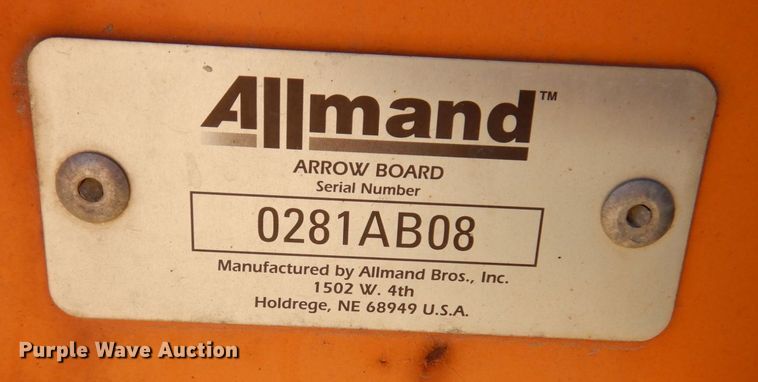 Allmand™
ARROW BOARD
Serial Number
0281AB08
Manufactured by Allmand Bros., Inc.
1502 W. 4th
Holdrege, NE 68949 U.S.A.
Purple Wave Auction